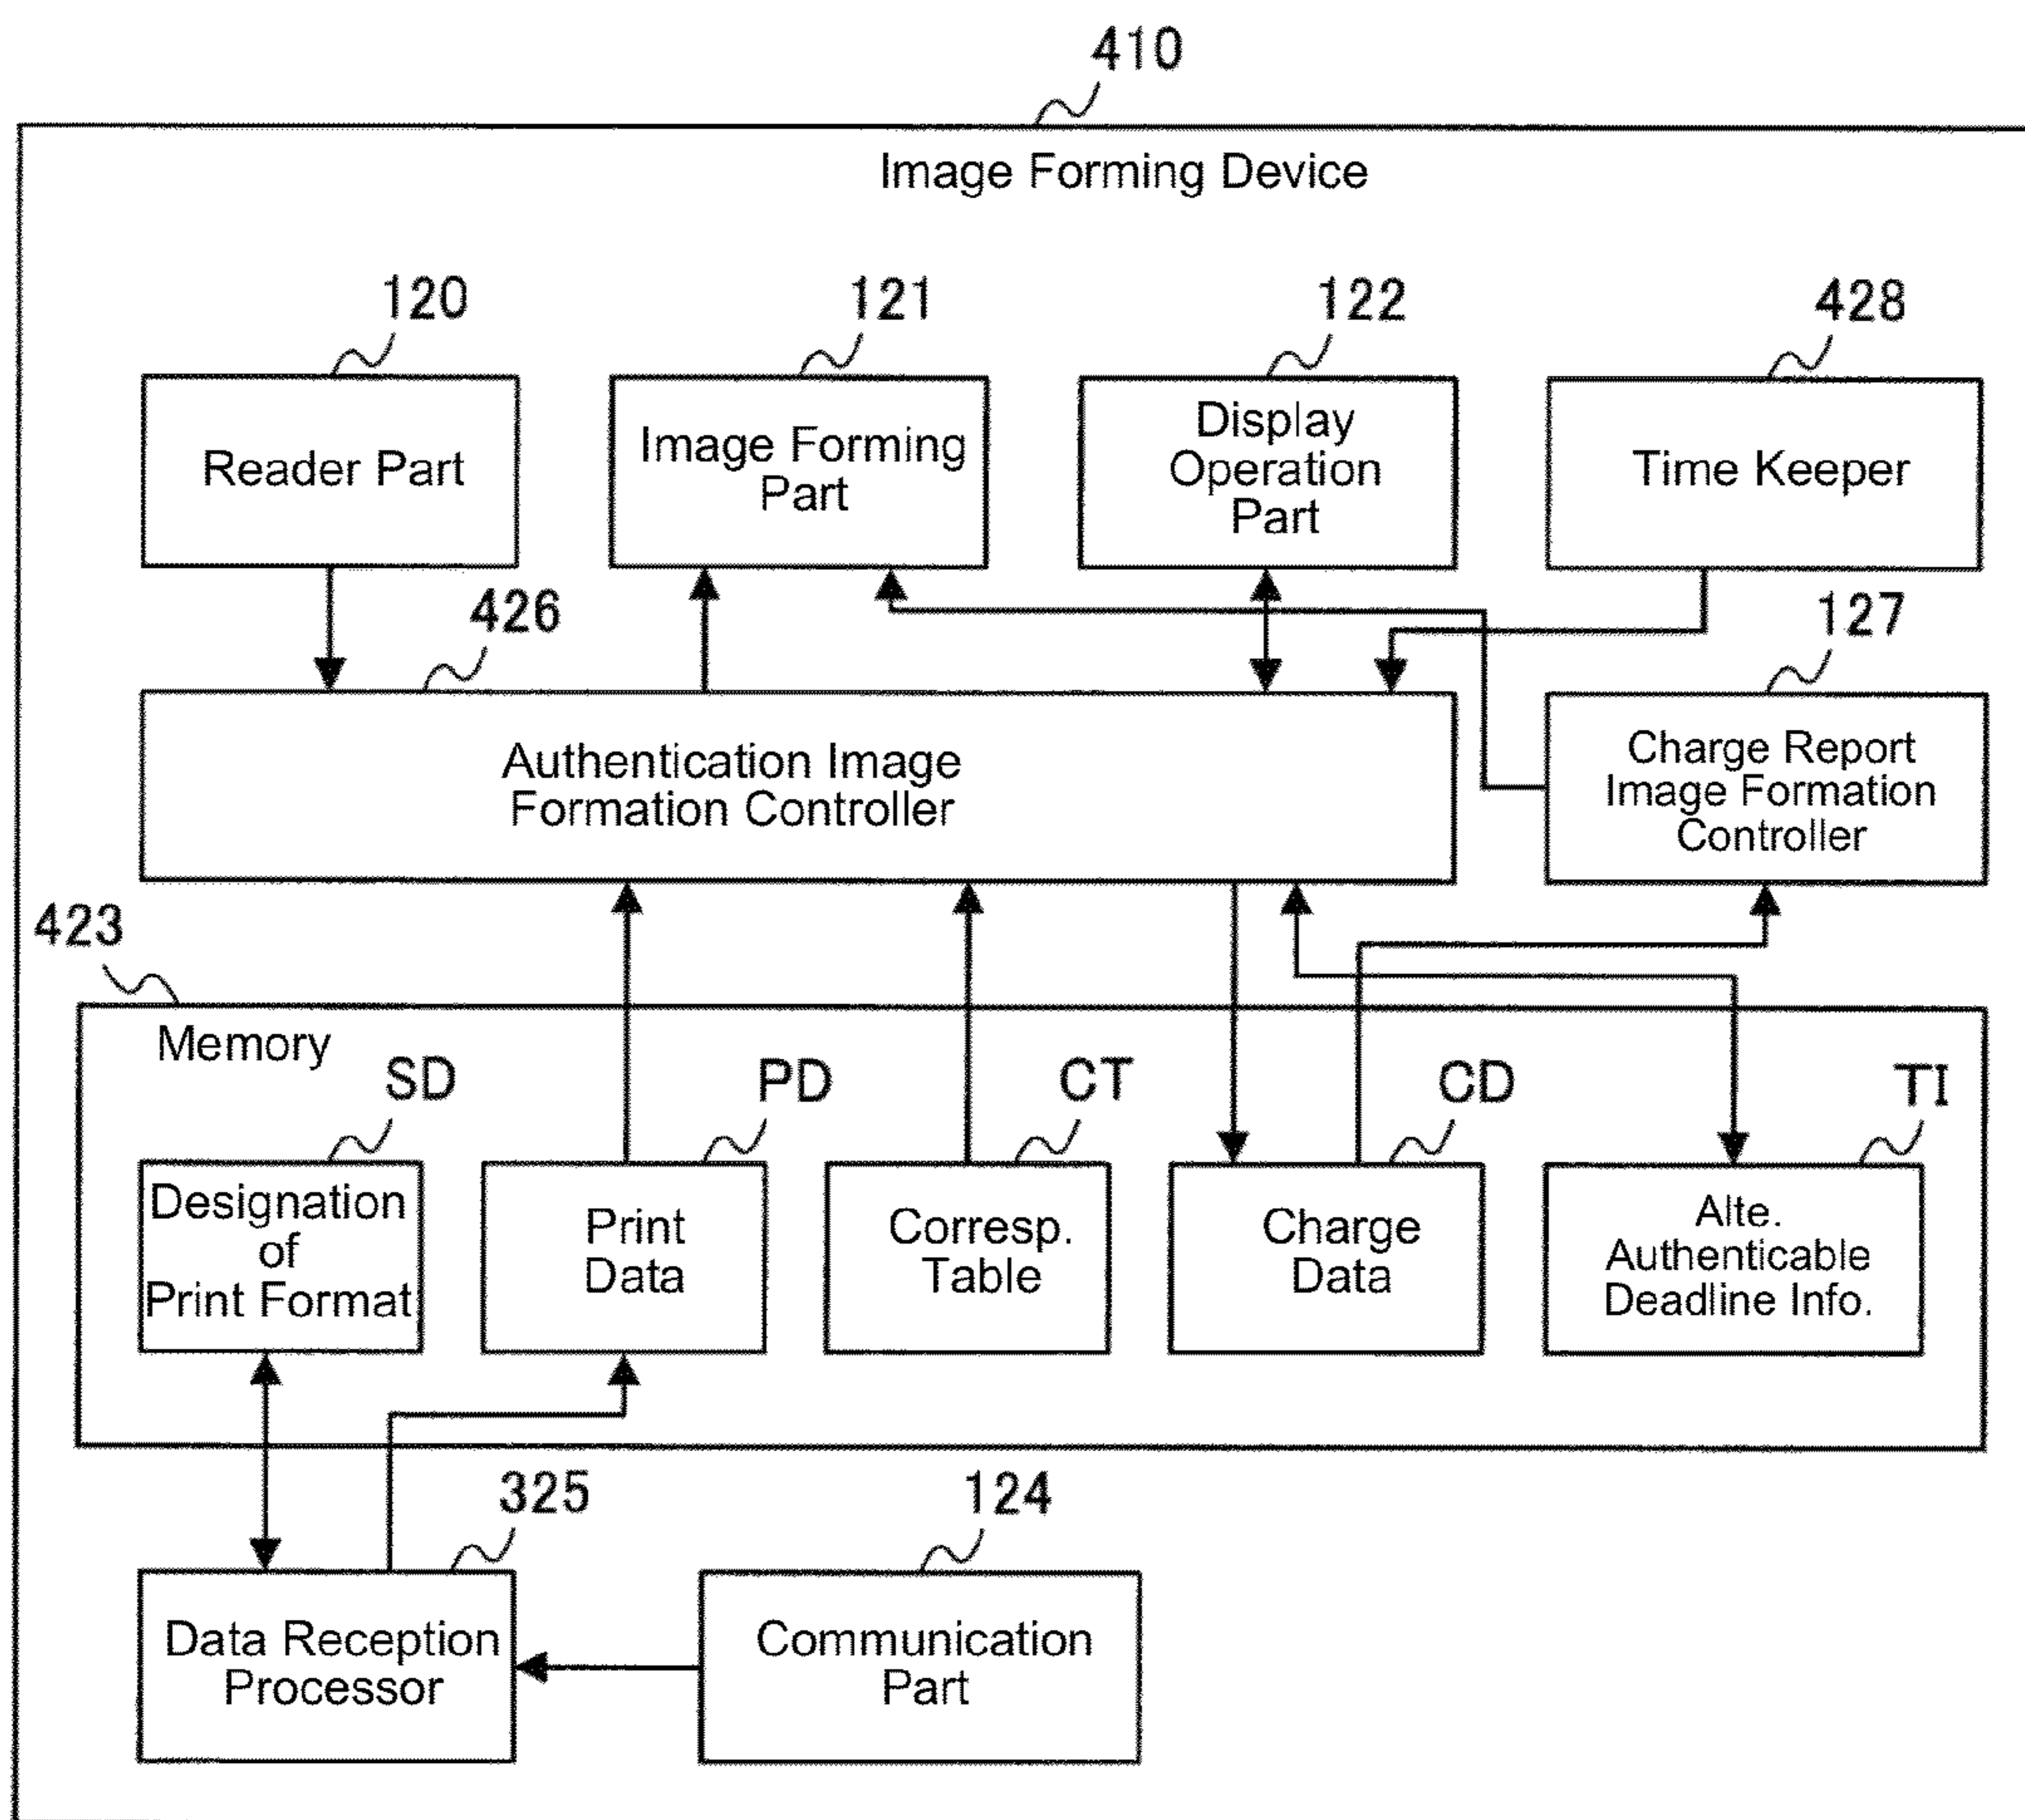 410
Image Forming Device
120
121
122
428
Reader Part
Image Forming
Part
Display
Operation
Part
Time Keeper
426
127
Authentication Image
Formation Controller
Charge Report
Image Formation
Controller
423
Memory
SD
PD
CT
CD
TI
Designation
of
Print Format
Print
Data
Corresp.
Table
Charge
Data
Alte.
Authenticable
Deadline Info.
325
124
Data Reception
Processor
Communication
Part